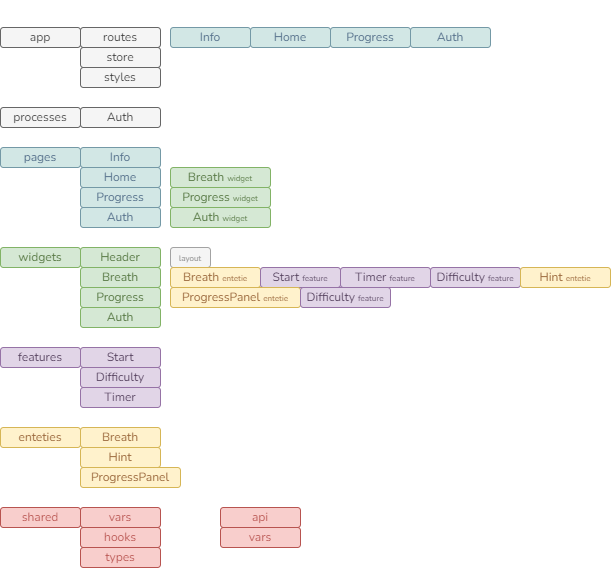 app routes Info Home Progress Auth
store
styles
processes Auth
pages Info
Home Breath widget
Progress Progress widget
Auth Auth widget
widgets Header layout
Breath Breath entetie Start feature Timer feature Difficulty feature Hint entetie
Progress ProgressPanel entetie Difficulty feature
Auth
features Start
Difficulty
Timer
enteties Breath
Hint
ProgressPanel
shared vars api
hooks vars
types